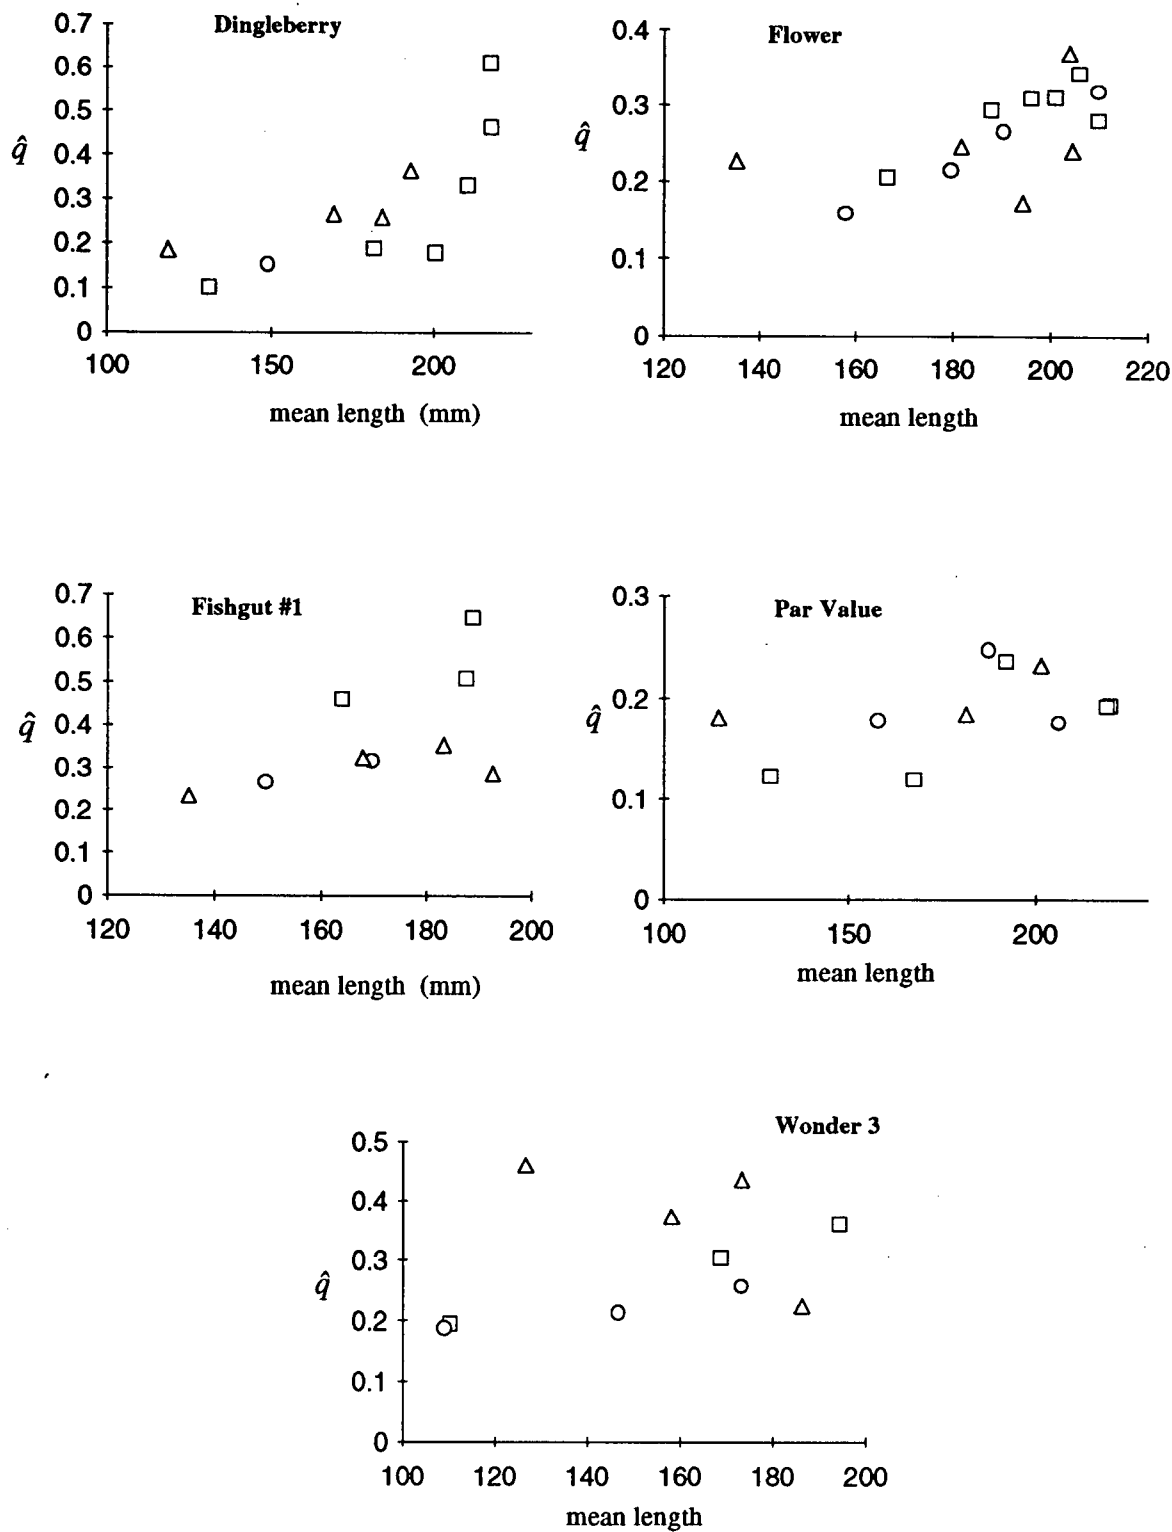 Dingleberry
0.7
0.6
0.5
0.4
0.3
0.2
0.1
0
q̂
100 150 200
mean length (mm)
Flower
0.4
0.3
0.2
0.1
0
q̂
120 140 160 180 200 220
mean length
Fishgut #1
0.7
0.6
0.5
0.4
0.3
0.2
0.1
0
q̂
120 140 160 180 200
mean length (mm)
Par Value
0.3
0.2
0.1
0
q̂
100 150 200
mean length
Wonder 3
0.5
0.4
0.3
0.2
0.1
0
q̂
100 120 140 160 180 200
mean length